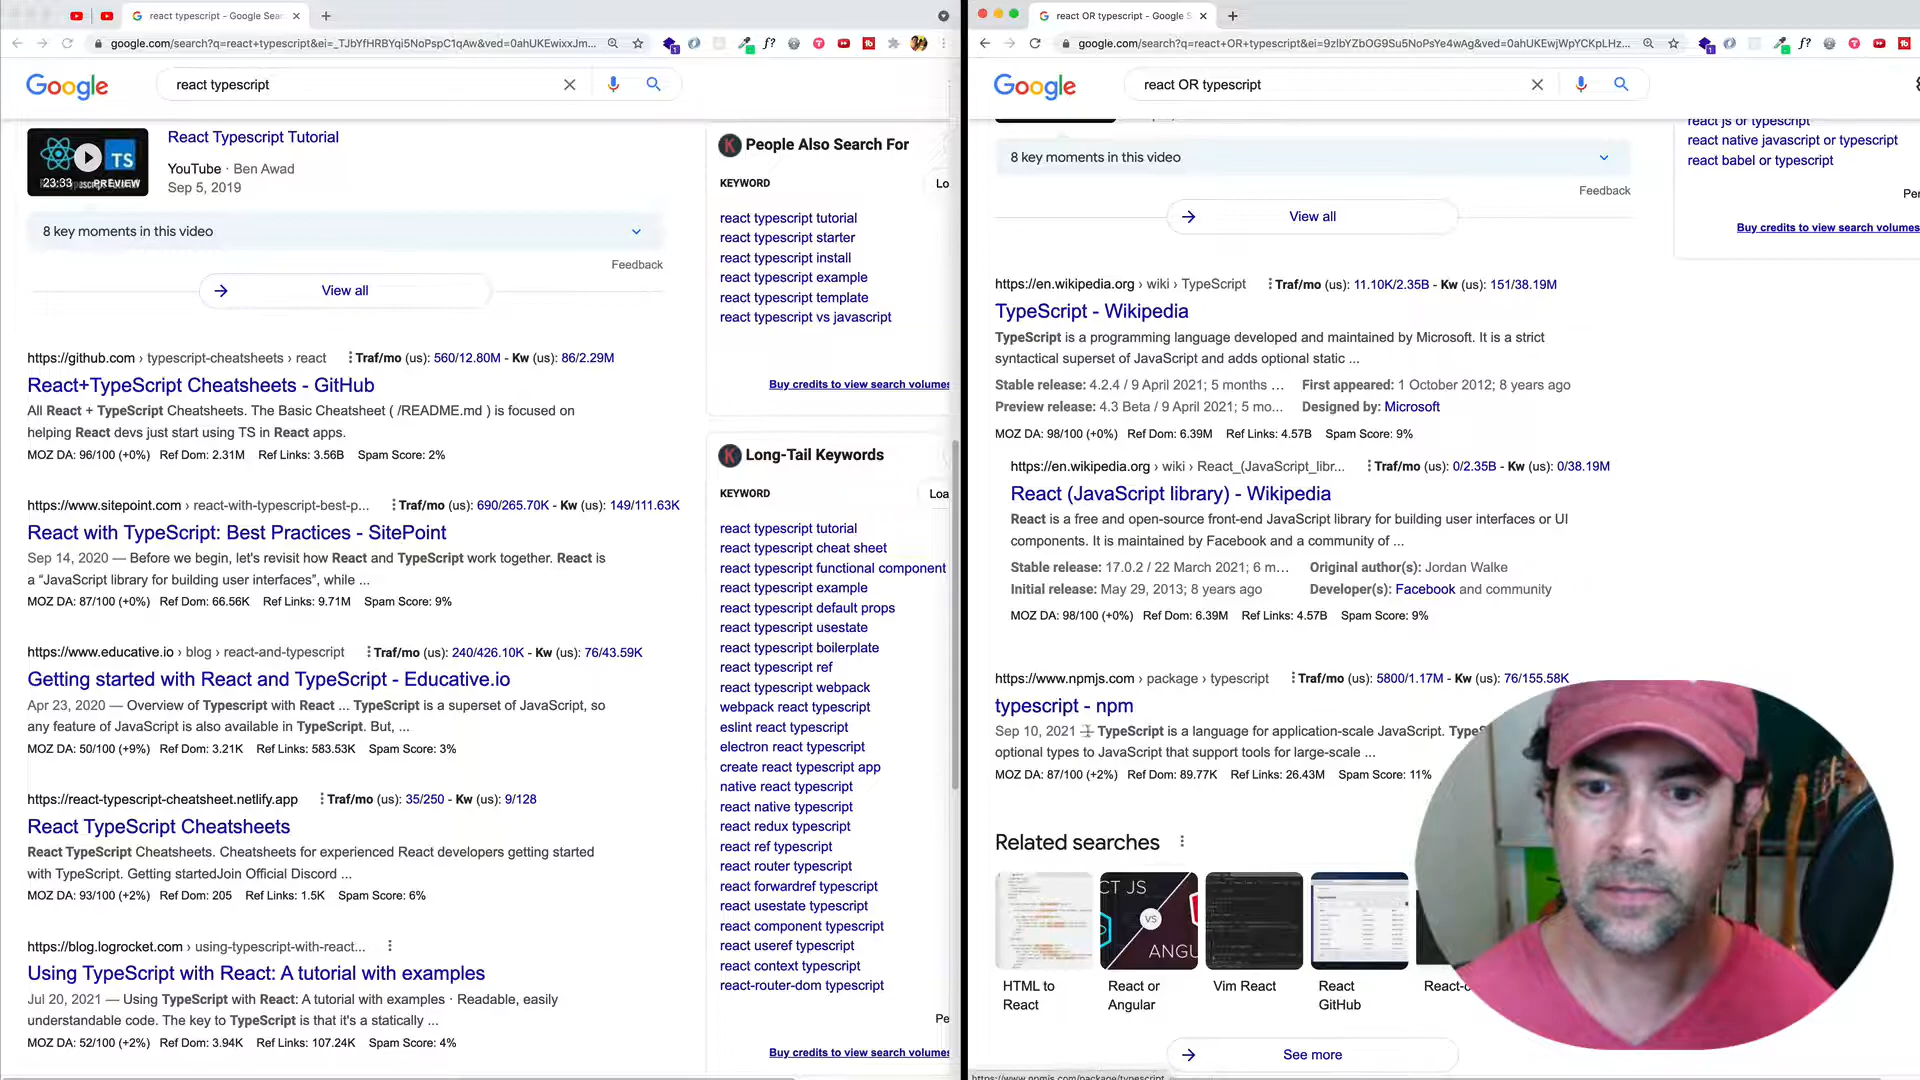 react typescript - Google Sear
google.com/search?q=react+typescript&ei=_TJbYfHRBYqi5NoPspC1qAw&ved=0ahUKEwixxJm...
Google
react typescript
23:33
PREVIEW
TS
React Typescript Tutorial
YouTube · Ben Awad
Sep 5, 2019
8 key moments in this video
Feedback
View all
https://github.com › typescript-cheatsheets › react
Traf/mo (us): 560/12.80M - Kw (us): 86/2.29M
React+TypeScript Cheatsheets - GitHub
All React + TypeScript Cheatsheets. The Basic Cheatsheet ( /README.md ) is focused on
helping React devs just start using TS in React apps.
MOZ DA: 96/100 (+0%) Ref Dom: 2.31M Ref Links: 3.56B Spam Score: 2%
https://www.sitepoint.com › react-with-typescript-best-p...
Traf/mo (us): 690/265.70K - Kw (us): 149/111.63K
React with TypeScript: Best Practices - SitePoint
Sep 14, 2020 — Before we begin, let's revisit how React and TypeScript work together. React is
a “JavaScript library for building user interfaces”, while ...
MOZ DA: 87/100 (+0%) Ref Dom: 66.56K Ref Links: 9.71M Spam Score: 9%
https://www.educative.io › blog › react-and-typescript
Traf/mo (us): 240/426.10K - Kw (us): 76/43.59K
Getting started with React and TypeScript - Educative.io
Apr 23, 2020 — Overview of Typescript with React ... TypeScript is a superset of JavaScript, so
any feature of JavaScript is also available in TypeScript. But, ...
MOZ DA: 50/100 (+9%) Ref Dom: 3.21K Ref Links: 583.53K Spam Score: 3%
https://react-typescript-cheatsheet.netlify.app
Traf/mo (us): 35/250 - Kw (us): 9/128
React TypeScript Cheatsheets
React TypeScript Cheatsheets. Cheatsheets for experienced React developers getting started
with TypeScript. Getting startedJoin Official Discord ...
MOZ DA: 93/100 (+2%) Ref Dom: 205 Ref Links: 1.5K Spam Score: 6%
https://blog.logrocket.com › using-typescript-with-react...
Using TypeScript with React: A tutorial with examples
Jul 20, 2021 — Using TypeScript with React: A tutorial with examples · Readable, easily
understandable code. The key to TypeScript is that it's a statically ...
MOZ DA: 52/100 (+2%) Ref Dom: 3.94K Ref Links: 107.24K Spam Score: 4%
People Also Search For
KEYWORD
Lo
react typescript tutorial
react typescript starter
react typescript install
react typescript example
react typescript template
react typescript vs javascript
Buy credits to view search volumes
Long-Tail Keywords
KEYWORD
Loa
react typescript tutorial
react typescript cheat sheet
react typescript functional component
react typescript example
react typescript default props
react typescript usestate
react typescript boilerplate
react typescript ref
react typescript webpack
webpack react typescript
eslint react typescript
electron react typescript
create react typescript app
native react typescript
react native typescript
react redux typescript
react ref typescript
react router typescript
react forwardref typescript
react usestate typescript
react component typescript
react useref typescript
react context typescript
react-router-dom typescript
Pe
Buy credits to view search volumes
react OR typescript - Google S
google.com/search?q=react+OR+typescript&ei=9zlbYZbOG9Su5NoPsYe4wAg&ved=0ahUKEwjWpYCKpLHz...
Google
react OR typescript
8 key moments in this video
Feedback
View all
https://en.wikipedia.org › wiki › TypeScript
Traf/mo (us): 11.10K/2.35B - Kw (us): 151/38.19M
TypeScript - Wikipedia
TypeScript is a programming language developed and maintained by Microsoft. It is a strict
syntactical superset of JavaScript and adds optional static ...
Stable release: 4.2.4 / 9 April 2021; 5 months ... First appeared: 1 October 2012; 8 years ago
Preview release: 4.3 Beta / 9 April 2021; 5 mo... Designed by: Microsoft
MOZ DA: 98/100 (+0%) Ref Dom: 6.39M Ref Links: 4.57B Spam Score: 9%
https://en.wikipedia.org › wiki › React_(JavaScript_libr...
Traf/mo (us): 0/2.35B - Kw (us): 0/38.19M
React (JavaScript library) - Wikipedia
React is a free and open-source front-end JavaScript library for building user interfaces or UI
components. It is maintained by Facebook and a community of ...
Stable release: 17.0.2 / 22 March 2021; 6 m... Original author(s): Jordan Walke
Initial release: May 29, 2013; 8 years ago Developer(s): Facebook and community
MOZ DA: 98/100 (+0%) Ref Dom: 6.39M Ref Links: 4.57B Spam Score: 9%
https://www.npmjs.com › package › typescript
Traf/mo (us): 5800/1.17M - Kw (us): 76/155.58K
typescript - npm
Sep 10, 2021 — TypeScript is a language for application-scale JavaScript. TypeS
optional types to JavaScript that support tools for large-scale ...
MOZ DA: 87/100 (+2%) Ref Dom: 89.77K Ref Links: 26.43M Spam Score: 11%
Related searches
CT JS
VS
ANGU
HTML to
React
React or
Angular
Vim React
React
GitHub
React-
See more
https://www.npmjs.com/package/typescript
react js or typescript
react native javascript or typescript
react babel or typescript
Per
Buy credits to view search volumes